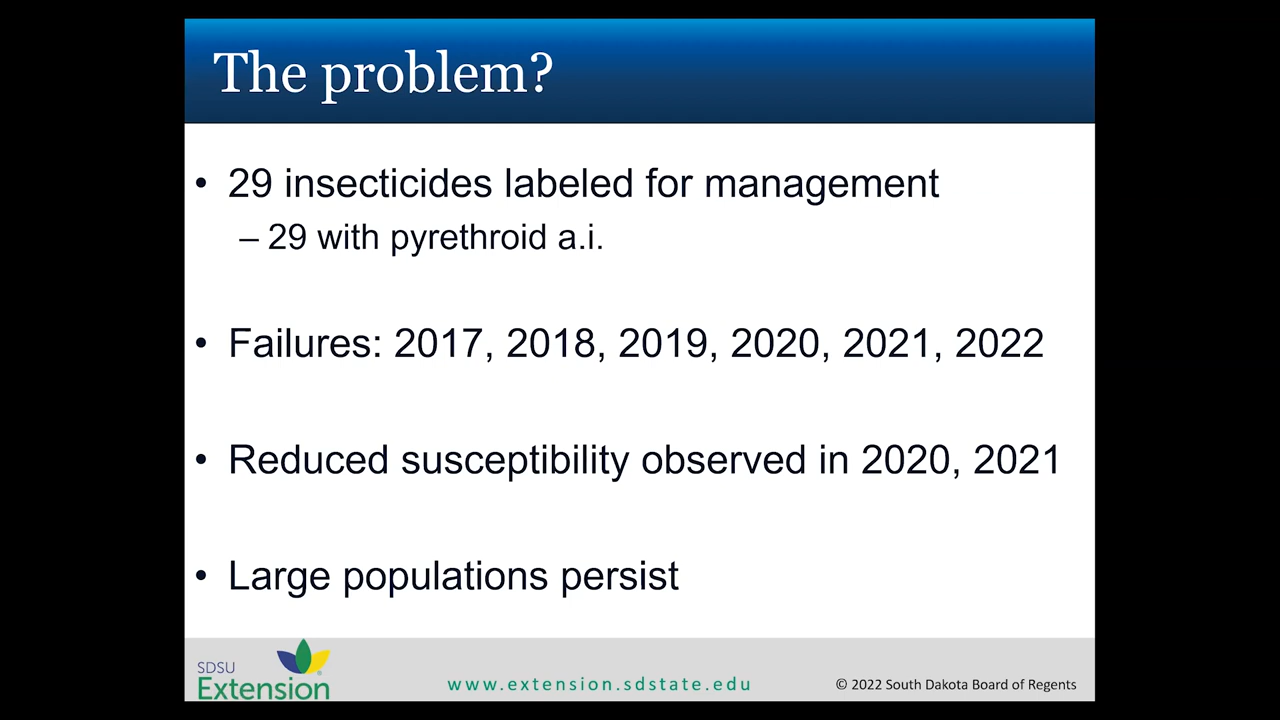 The problem?
• 29 insecticides labeled for management
– 29 with pyrethroid a.i.
• Failures: 2017, 2018, 2019, 2020, 2021, 2022
• Reduced susceptibility observed in 2020, 2021
• Large populations persist
SDSU
Extension
www.extension.sdstate.edu
© 2022 South Dakota Board of Regents